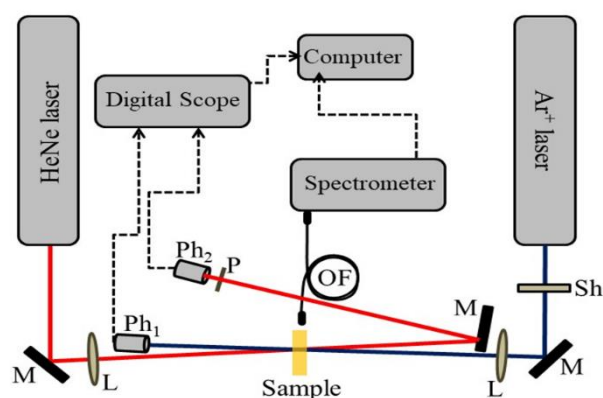 HeNe laser
Digital Scope
Computer
Ar⁺ laser
Spectrometer
Ph₂
P
OF
Sh
Ph₁
M
M
L
L
M
Sample